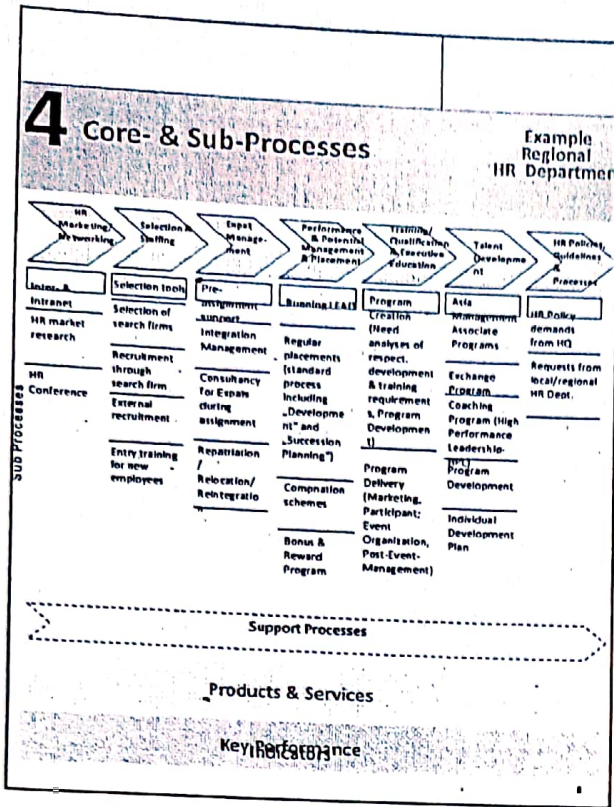 4 Core- & Sub-Processes
Example
Regional
HR Departmen
HR
Marketing/
Networking
Selection &
Staffing
Expat
Manage-
ment
Performance
& Potential
Management
& Placement
Training/
Qualification
& Executive
Education
Talent
Developme
nt
HR Policies,
Guidelines
&
Processes
Sub Processes
Inter- &
Intranet
HR market
research
HR
Conference
Selection tools
Selection of
search firms
Recruitment
through
search firm
External
recruitment
Entry training
for new
employees
Pre-
assignment
support
Integration
Management
Consultancy
for Expats
during
assignment
Repatriation
/
Relocation/
Reintegratio
n
Running LEAD
Regular
placements
(standard
process
including
„Developme
nt" and
„Succession
Planning")
Compnation
schemes
Bonus &
Reward
Program
Program
Creation
(Need
analyses of
respect.
development
& training
requirement
s, Program
Developmen
t)
Program
Delivery
(Marketing,
Participant;
Event
Organization,
Post-Event-
Management)
Asia
Management
Associate
Programs
Exchange
Program
Coaching
Program (High
Performance
Leadership-
(HPL)
Program
Development
Individual
Development
Plan
HR Policy
demands
from HQ
Requests from
local/regional
HR Dept.
Support Processes
Products & Services
Key Performance
Indicators